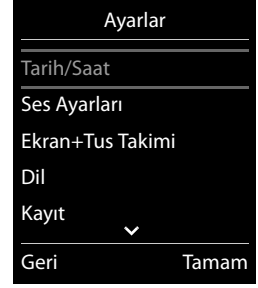 Ayarlar
Tarih/Saat
Ses Ayarları
Ekran+Tus Takimi
Dil
Kayıt
Geri Tamam